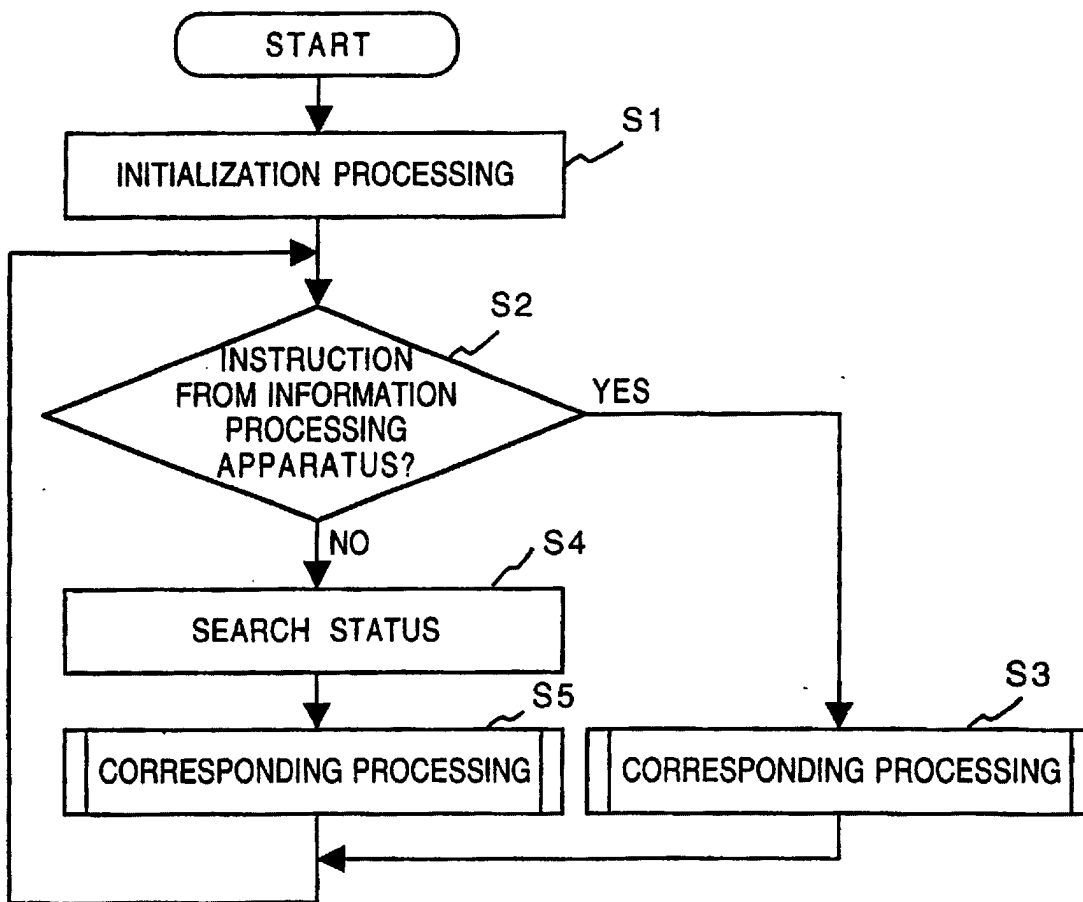 START
S1
INITIALIZATION PROCESSING
S2
INSTRUCTION
FROM INFORMATION
PROCESSING
APPARATUS?
YES
NO
S4
SEARCH STATUS
S5
CORRESPONDING PROCESSING
S3
CORRESPONDING PROCESSING